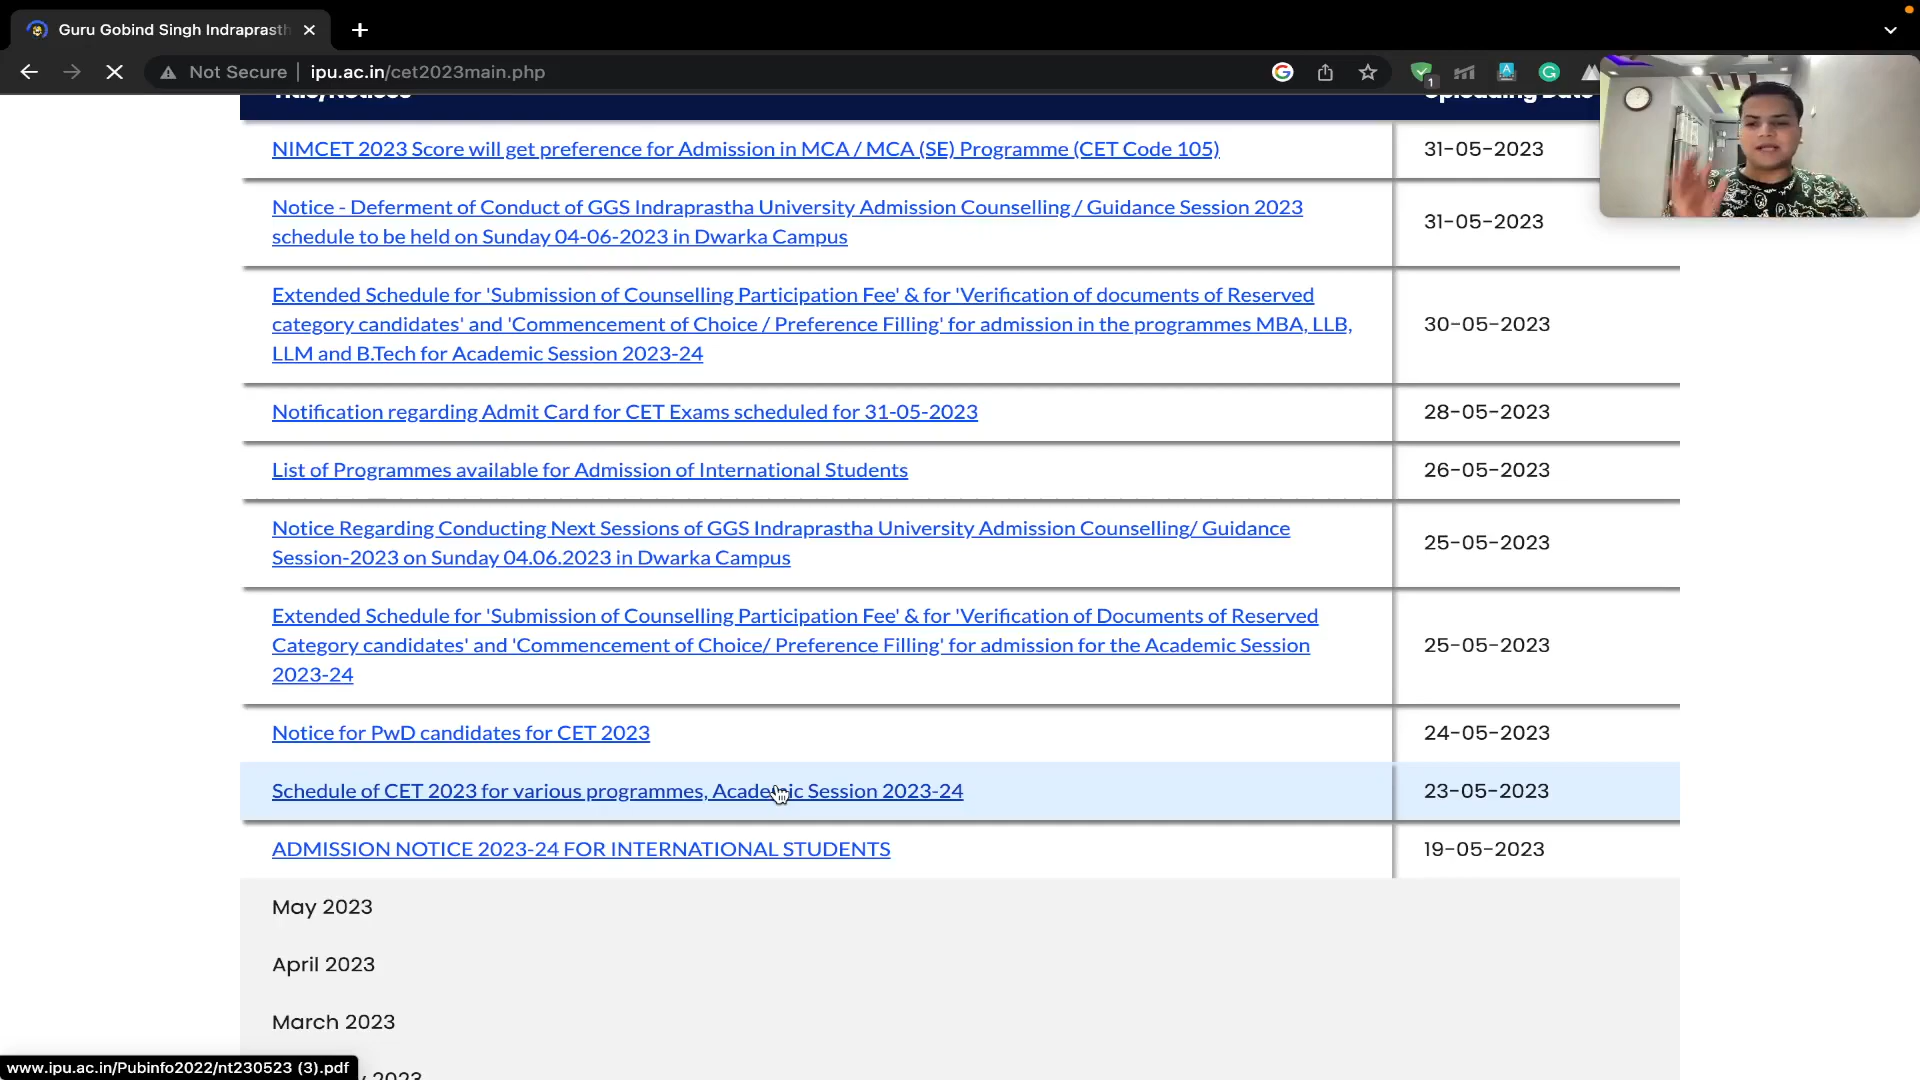 Guru Gobind Singh Indraprasth
Not Secure | ipu.ac.in/cet2023main.php
1
Title/Notices Uploading Date
NIMCET 2023 Score will get preference for Admission in MCA / MCA (SE) Programme (CET Code 105) 31-05-2023
Notice - Deferment of Conduct of GGS Indraprastha University Admission Counselling / Guidance Session 2023
schedule to be held on Sunday 04-06-2023 in Dwarka Campus
31-05-2023
Extended Schedule for 'Submission of Counselling Participation Fee' & for 'Verification of documents of Reserved
category candidates' and 'Commencement of Choice / Preference Filling' for admission in the programmes MBA, LLB,
LLM and B.Tech for Academic Session 2023-24
30-05-2023
Notification regarding Admit Card for CET Exams scheduled for 31-05-2023 28-05-2023
List of Programmes available for Admission of International Students 26-05-2023
Notice Regarding Conducting Next Sessions of GGS Indraprastha University Admission Counselling/ Guidance
Session-2023 on Sunday 04.06.2023 in Dwarka Campus
25-05-2023
Extended Schedule for 'Submission of Counselling Participation Fee' & for 'Verification of Documents of Reserved
Category candidates' and 'Commencement of Choice/ Preference Filling' for admission for the Academic Session
2023-24
25-05-2023
Notice for PwD candidates for CET 2023 24-05-2023
Schedule of CET 2023 for various programmes, Academic Session 2023-24 23-05-2023
ADMISSION NOTICE 2023-24 FOR INTERNATIONAL STUDENTS 19-05-2023
May 2023
April 2023
March 2023
2023
www.ipu.ac.in/Pubinfo2022/nt230523 (3).pdf